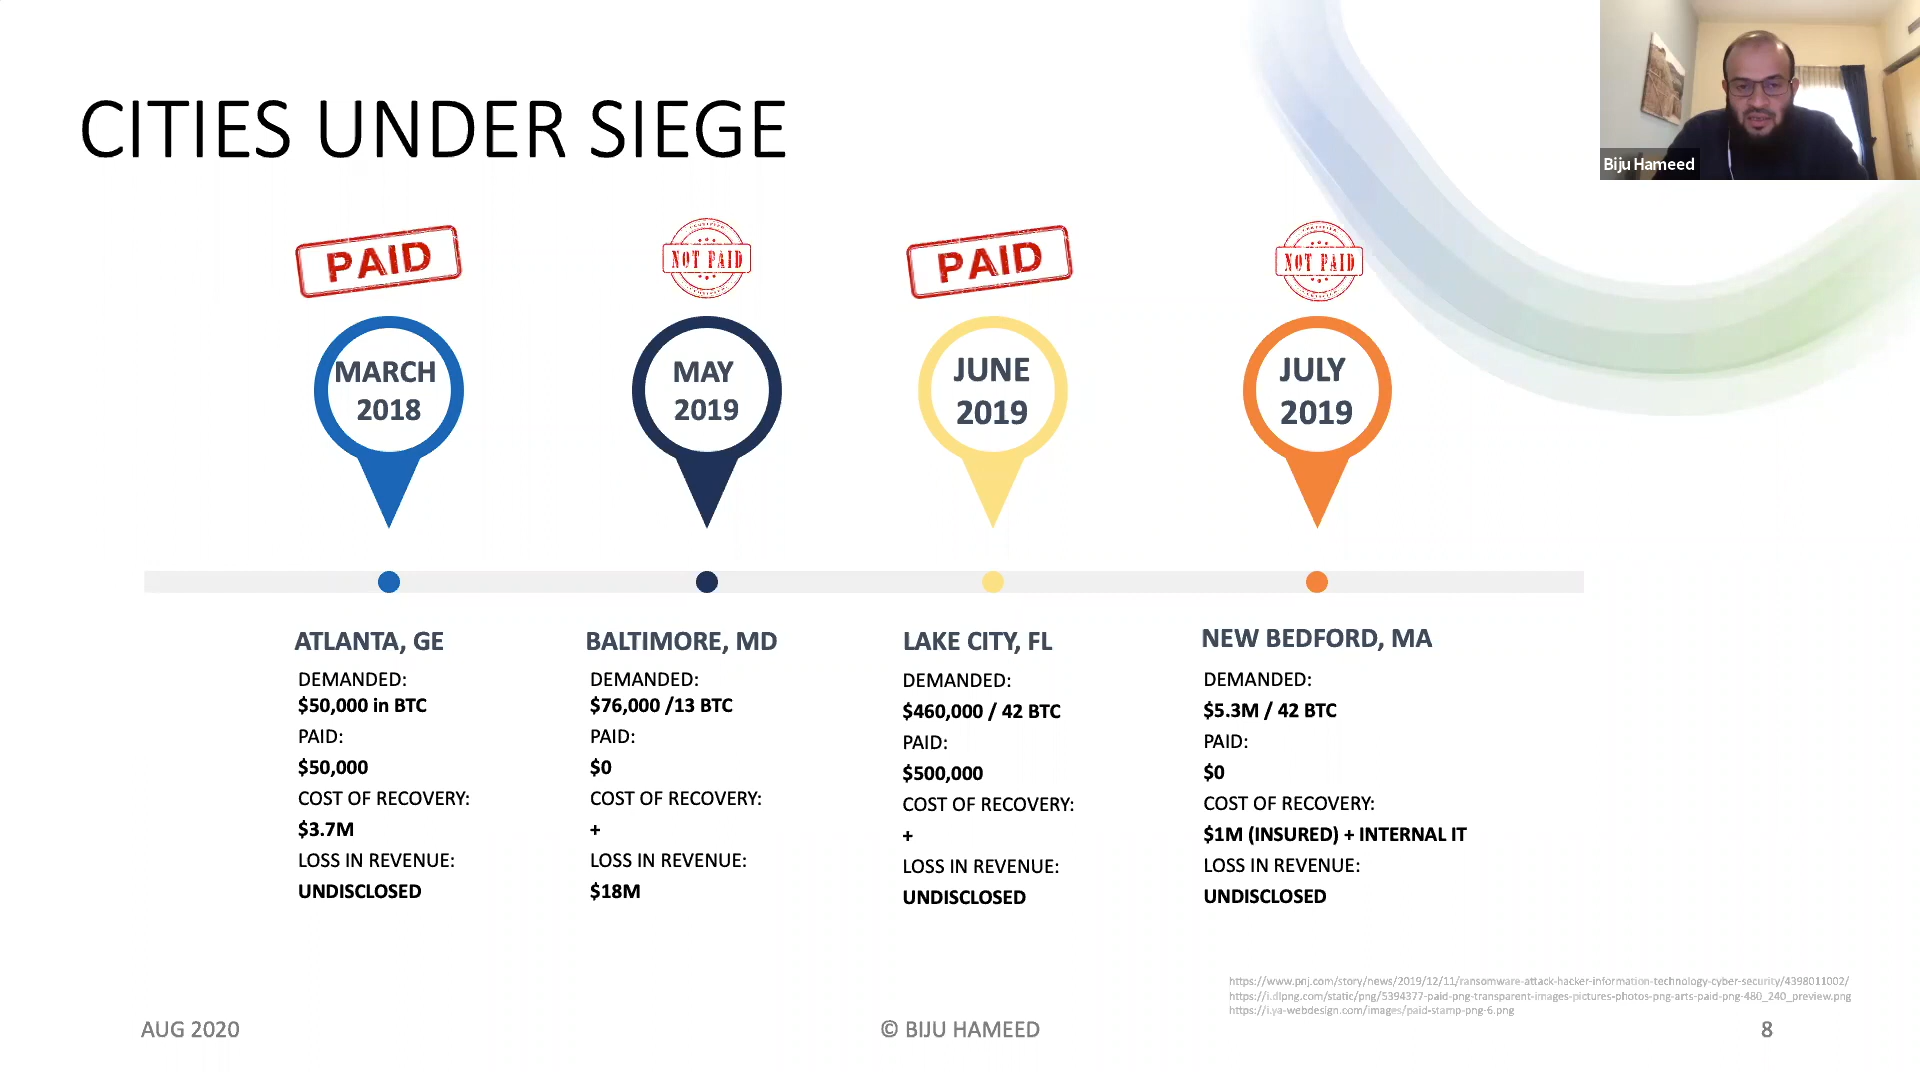 CITIES UNDER SIEGE
Biju Hameed
PAID
NOT PAID
PAID
NOT PAID
MARCH
2018
MAY
2019
JUNE
2019
JULY
2019
ATLANTA, GE
DEMANDED:
$50,000 in BTC
PAID:
$50,000
COST OF RECOVERY:
$3.7M
LOSS IN REVENUE:
UNDISCLOSED
BALTIMORE, MD
DEMANDED:
$76,000 /13 BTC
PAID:
$0
COST OF RECOVERY:
+
LOSS IN REVENUE:
$18M
LAKE CITY, FL
DEMANDED:
$460,000 / 42 BTC
PAID:
$500,000
COST OF RECOVERY:
+
LOSS IN REVENUE:
UNDISCLOSED
NEW BEDFORD, MA
DEMANDED:
$5.3M / 42 BTC
PAID:
$0
COST OF RECOVERY:
$1M (INSURED) + INTERNAL IT
LOSS IN REVENUE:
UNDISCLOSED
https://www.pnj.com/story/news/2019/12/11/ransomware-attack-hacker-information-technology-cyber-security/4398011002/
https://i.dlpng.com/static/png/5394377-paid-png-transparent-images-pictures-photos-png-arts-paid-png-480_240_preview.png
https://i.ya-webdesign.com/images/paid-stamp-png-6.png
AUG 2020
© BIJU HAMEED
8